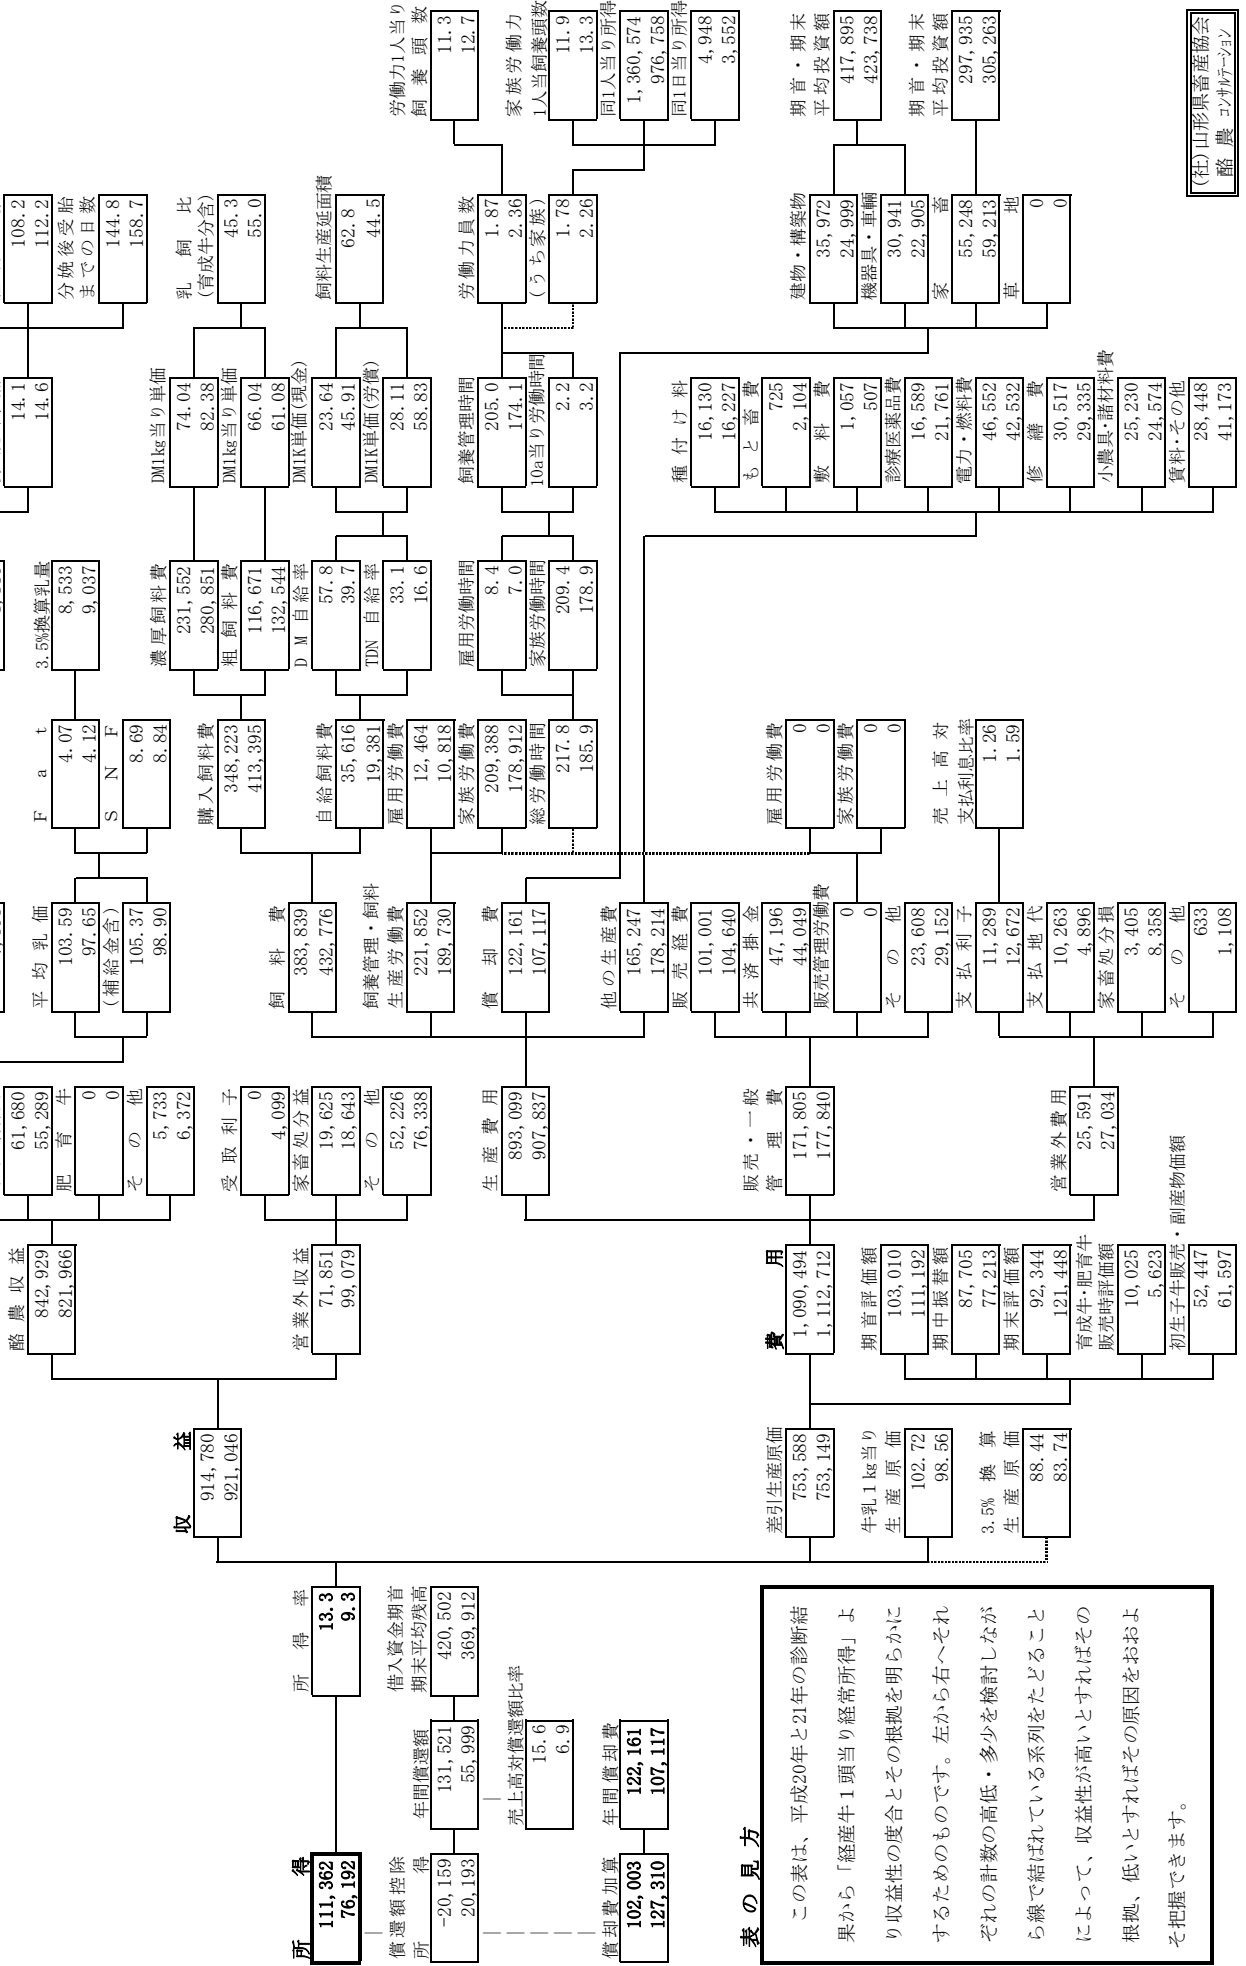 所　得
111,362
76,192
償還額控除
所　得
-20,159
20,193
償却費加算
102,003
127,310
年間償還額
131,521
55,999
売上高対償還額比率
15.6
6.9
年間償却費
122,161
107,117
所　得　率
13.3
9.3
借入資金期首
期末平均残高
420,502
369,912
収　益
914,780
921,046
差引生産原価
753,588
753,149
牛乳１kg当り
生産原価
102.72
98.56
3.5% 換算
生産原価
88.44
83.74
酪農収益
842,929
821,966
営業外収益
71,851
99,079
費　用
1,090,494
1,112,712
期首評価額
103,010
111,192
期中振替額
87,705
77,213
期末評価額
92,344
121,448
育成牛・肥育牛
販売時評価額
10,025
5,623
初生子牛販売・副産物価額
52,447
61,597
61,680
55,289
肥育牛
0
0
その他
5,733
6,372
受取利子
0
4,099
家畜処分益
19,625
18,643
その他
52,226
76,338
生産費用
893,099
907,837
販売・一般
管理費
171,805
177,840
営業外費用
25,591
27,034
平均乳価
103.59
97.65
(補給金含)
105.37
98.90
飼料費
383,839
432,776
飼養管理・飼料
生産労働費
221,852
189,730
償却費
122,161
107,117
他の生産費
165,247
178,214
販売経費
101,001
104,640
共済掛金
47,196
44,049
販売管理労働費
0
0
その他
23,608
29,152
支払利子
11,289
12,672
支払地代
10,263
4,896
家畜処分損
3,405
8,358
その他
633
1,108
Fat
4.07
4.12
SNF
8.69
8.84
購入飼料費
348,223
413,395
自給飼料費
35,616
19,381
雇用労働費
12,464
10,818
家族労働費
209,388
178,912
総労働時間
217.8
185.9
雇用労働費
0
0
家族労働費
0
0
売上高対
支払利息比率
1.26
1.59
3.5%換算乳量
8,533
9,037
濃厚飼料費
231,552
280,851
粗飼料費
116,671
132,544
DM 自給率
57.8
39.7
TDN 自給率
33.1
16.6
雇用労働時間
8.4
7.0
家族労働時間
209.4
178.9
14.1
14.6
DM1kg当り単価
74.04
82.38
DM1kg当り単価
66.04
61.08
DM1K単価(現金)
23.64
45.91
DM1K単価(労償)
28.11
58.83
飼養管理時間
205.0
174.1
10a当り労働時間
2.2
3.2
種付け料
16,130
16,227
もと畜費
725
2,104
敷料費
1,057
507
診療医薬品費
16,589
21,761
電力・燃料費
46,552
42,532
修繕費
30,517
29,335
小農具・諸材料費
25,230
24,574
賃料・その他
28,448
41,173
108.2
112.2
分娩後受胎
までの日数
144.8
158.7
乳飼比
(育成牛分含)
45.3
55.0
飼料生産延面積
62.8
44.5
労働力員数
1.87
2.36
(うち家族)
1.78
2.26
建物・構築物
35,972
24,999
機器具・車輌
30,941
22,905
家畜
55,248
59,213
草地
0
0
労働力1人当り
飼養頭数
11.3
12.7
家族労働力
1人当飼養頭数
11.9
13.3
同1人当り所得
1,360,574
976,758
同1日当り所得
4,948
3,552
期首・期末
平均投資額
417,895
423,738
期首・期末
平均投資額
297,935
305,263
表の見方
この表は、平成20年と21年の診断結
果から「経産牛１頭当り経常所得」よ
り収益性の度合とその根拠を明らかに
するためのものです。左から右へそれ
ぞれの計数の高低・多少を検討しなが
ら線で結ばれている系列をたどること
によって、収益性が高いとすればその
根拠、低いとすればその原因をおおよ
そ把握できます。
(社)山形県畜産協会
酪農 コンサルテーション